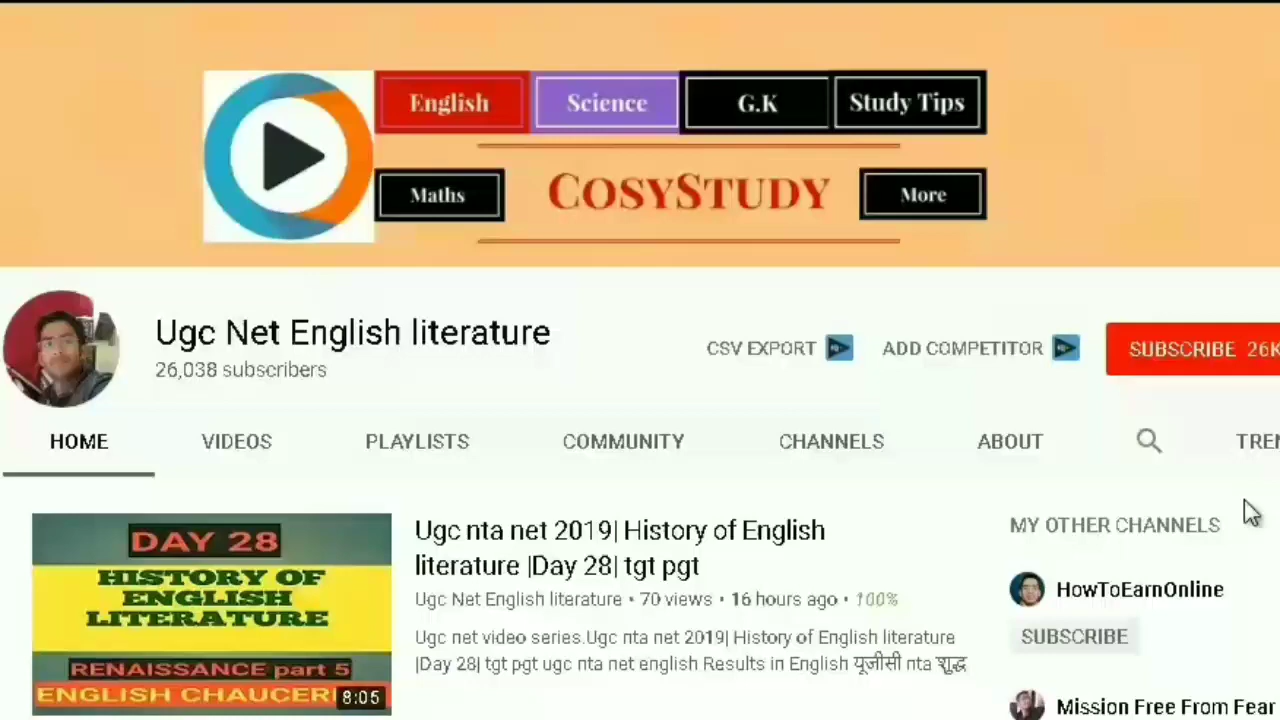 English Science G.K Study Tips
Maths COSYSTUDY More
Ugc Net English literature
26,038 subscribers
CSV EXPORT ADD COMPETITOR SUBSCRIBE 26K
HOME VIDEOS PLAYLISTS COMMUNITY CHANNELS ABOUT TREN
DAY 28
HISTORY OF
ENGLISH
LITERATURE
RENAISSANCE part 5
ENGLISH CHAUCERI
8:05
Ugc nta net 2019| History of English
literature |Day 28| tgt pgt
Ugc Net English literature • 70 views • 16 hours ago • 100%
Ugc net video series.Ugc nta net 2019| History of English literature
|Day 28| tgt pgt ugc nta net english Results in English यूजीसी nta शुद्ध
MY OTHER CHANNELS
HowToEarnOnline
SUBSCRIBE
Mission Free From Fear